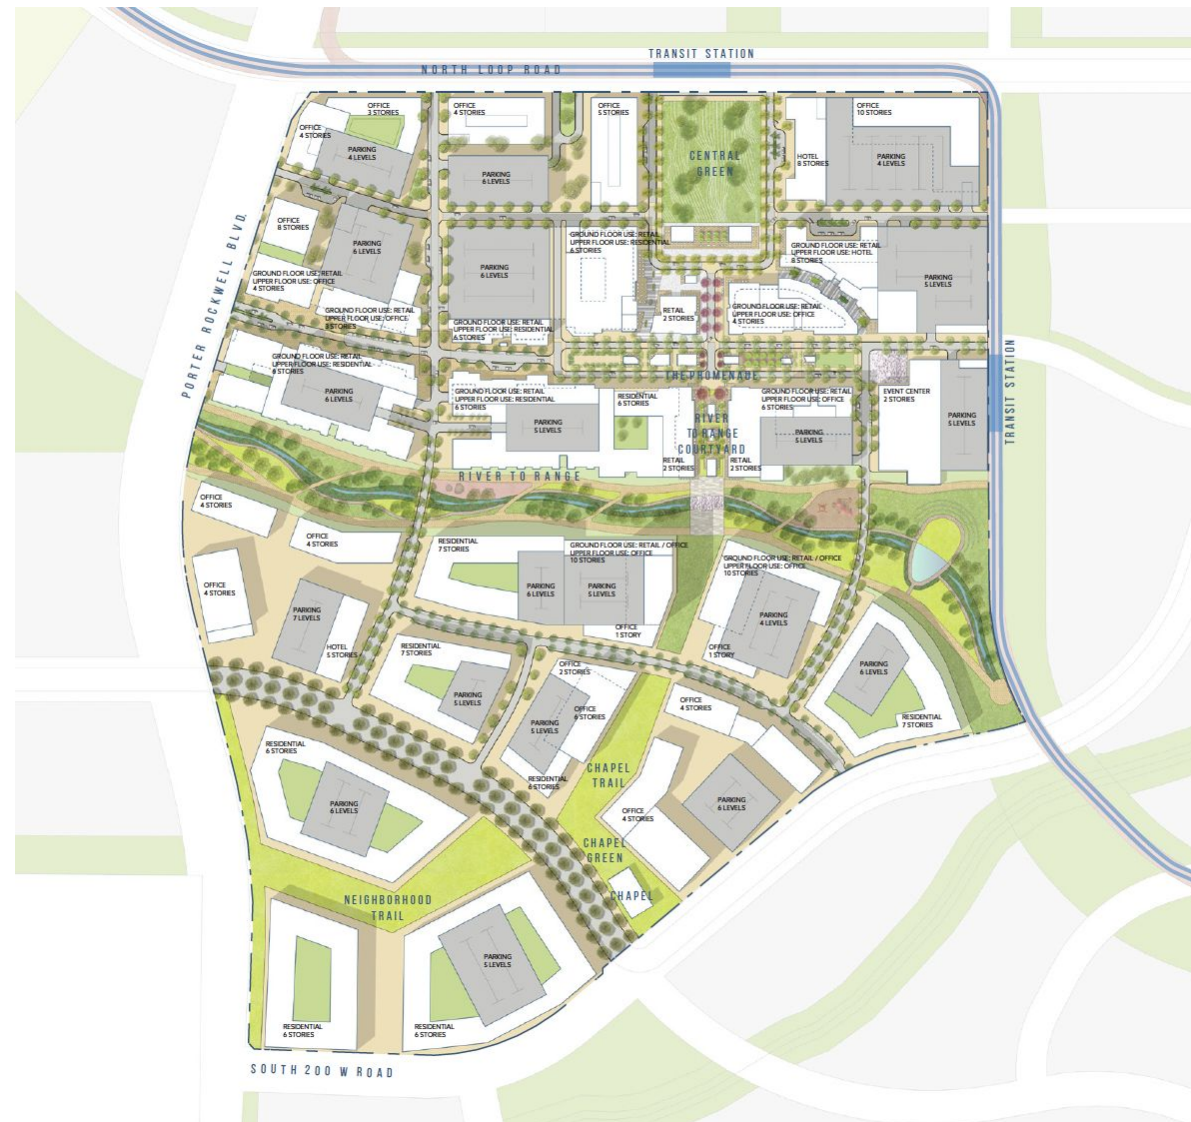 TRANSIT STATION
NORTH LOOP ROAD
OFFICE
3 STORIES
OFFICE
4 STORIES
OFFICE
5 STORIES
OFFICE
10 STORIES
OFFICE
4 STORIES
PARKING
4 LEVELS
CENTRAL
GREEN
HOTEL
8 STORIES
PARKING
4 LEVELS
PARKING
6 LEVELS
OFFICE
8 STORIES
PARKING
6 LEVELS
GROUND FLOOR USE: RETAIL
UPPER FLOOR USE: RESIDENTIAL
6 STORIES
GROUND FLOOR USE: RETAIL
UPPER FLOOR USE: HOTEL
8 STORIES
PORTER ROCKWELL BLVD.
GROUND FLOOR USE: RETAIL
UPPER FLOOR USE: OFFICE
4 STORIES
PARKING
6 LEVELS
PARKING
5 LEVELS
GROUND FLOOR USE: RETAIL
UPPER FLOOR USE: OFFICE
3 STORIES
GROUND FLOOR USE: RETAIL
UPPER FLOOR USE: RESIDENTIAL
6 STORIES
RETAIL
2 STORIES
GROUND FLOOR USE: RETAIL
UPPER FLOOR USE: OFFICE
4 STORIES
TRANSIT STATION
GROUND FLOOR USE: RETAIL
UPPER FLOOR USE: RESIDENTIAL
8 STORIES
PARKING
6 LEVELS
THE PROMENADE
GROUND FLOOR USE: RETAIL
UPPER FLOOR USE: RESIDENTIAL
6 STORIES
RESIDENTIAL
6 STORIES
GROUND FLOOR USE: RETAIL
UPPER FLOOR USE: OFFICE
6 STORIES
EVENT CENTER
2 STORIES
PARKING
5 LEVELS
PARKING
5 LEVELS
RIVER
TO RANGE
COURTYARD
PARKING
5 LEVELS
RETAIL
2 STORIES
RETAIL
2 STORIES
RIVER TO RANGE
OFFICE
4 STORIES
OFFICE
4 STORIES
RESIDENTIAL
7 STORIES
GROUND FLOOR USE: RETAIL / OFFICE
UPPER FLOOR USE: OFFICE
10 STORIES
GROUND FLOOR USE: RETAIL / OFFICE
UPPER FLOOR USE: OFFICE
10 STORIES
OFFICE
4 STORIES
PARKING
6 LEVELS
PARKING
5 LEVELS
PARKING
7 LEVELS
PARKING
4 LEVELS
OFFICE
1 STORY
HOTEL
5 STORIES
RESIDENTIAL
7 STORIES
OFFICE
1 STORY
OFFICE
2 STORIES
PARKING
6 LEVELS
PARKING
5 LEVELS
OFFICE
4 STORIES
OFFICE
6 STORIES
PARKING
5 LEVELS
RESIDENTIAL
7 STORIES
RESIDENTIAL
6 STORIES
CHAPEL
TRAIL
RESIDENTIAL
6 STORIES
PARKING
6 LEVELS
PARKING
6 LEVELS
OFFICE
4 STORIES
CHAPEL
GREEN
CHAPEL
NEIGHBORHOOD
TRAIL
PARKING
5 LEVELS
RESIDENTIAL
6 STORIES
RESIDENTIAL
6 STORIES
SOUTH 200 W ROAD